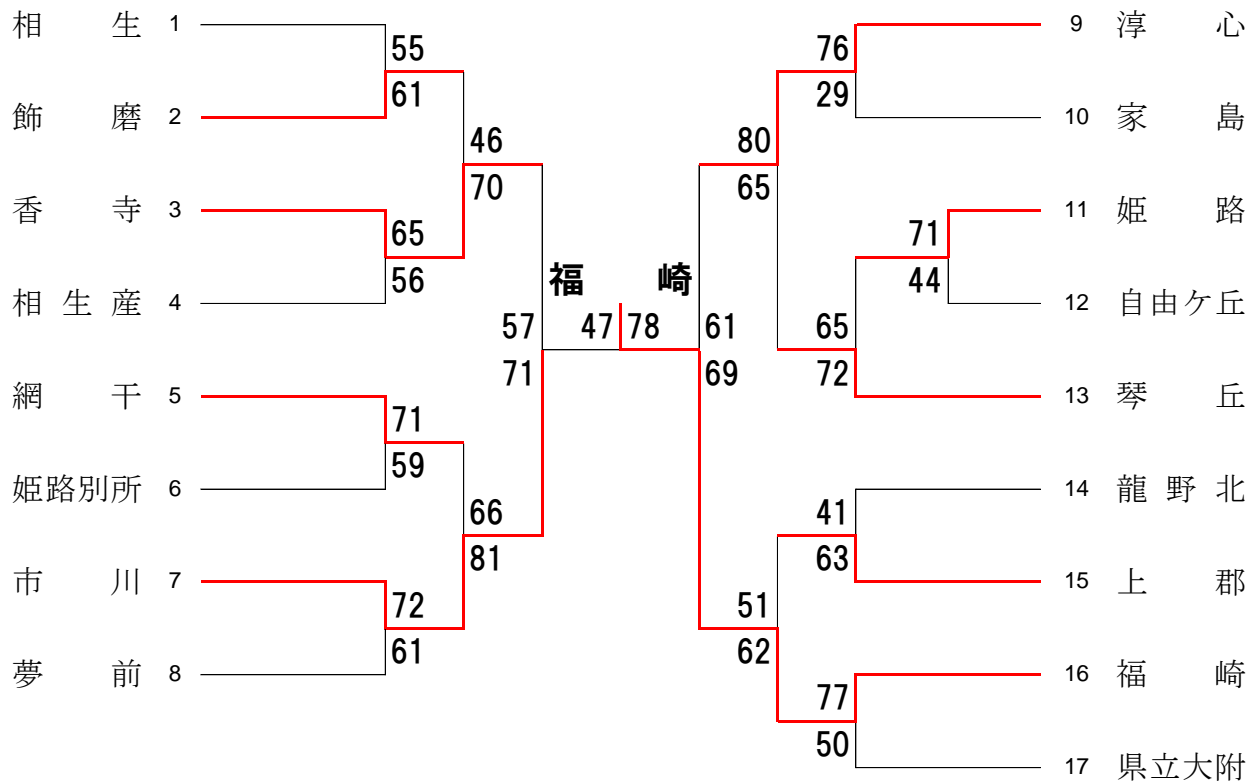 相生 1
55
61
飾磨 2
46
70
香寺 3
65
56
相生産 4
57
71
網干 5
71
59
姫路別所 6
66
81
市川 7
72
61
夢前 8
福崎
47 78
9 淳心
76
29
10 家島
80
65
11 姫路
71
44
12 自由ケ丘
65
72
13 琴丘
61
69
14 龍野北
41
63
15 上郡
51
62
16 福崎
77
50
17 県立大附